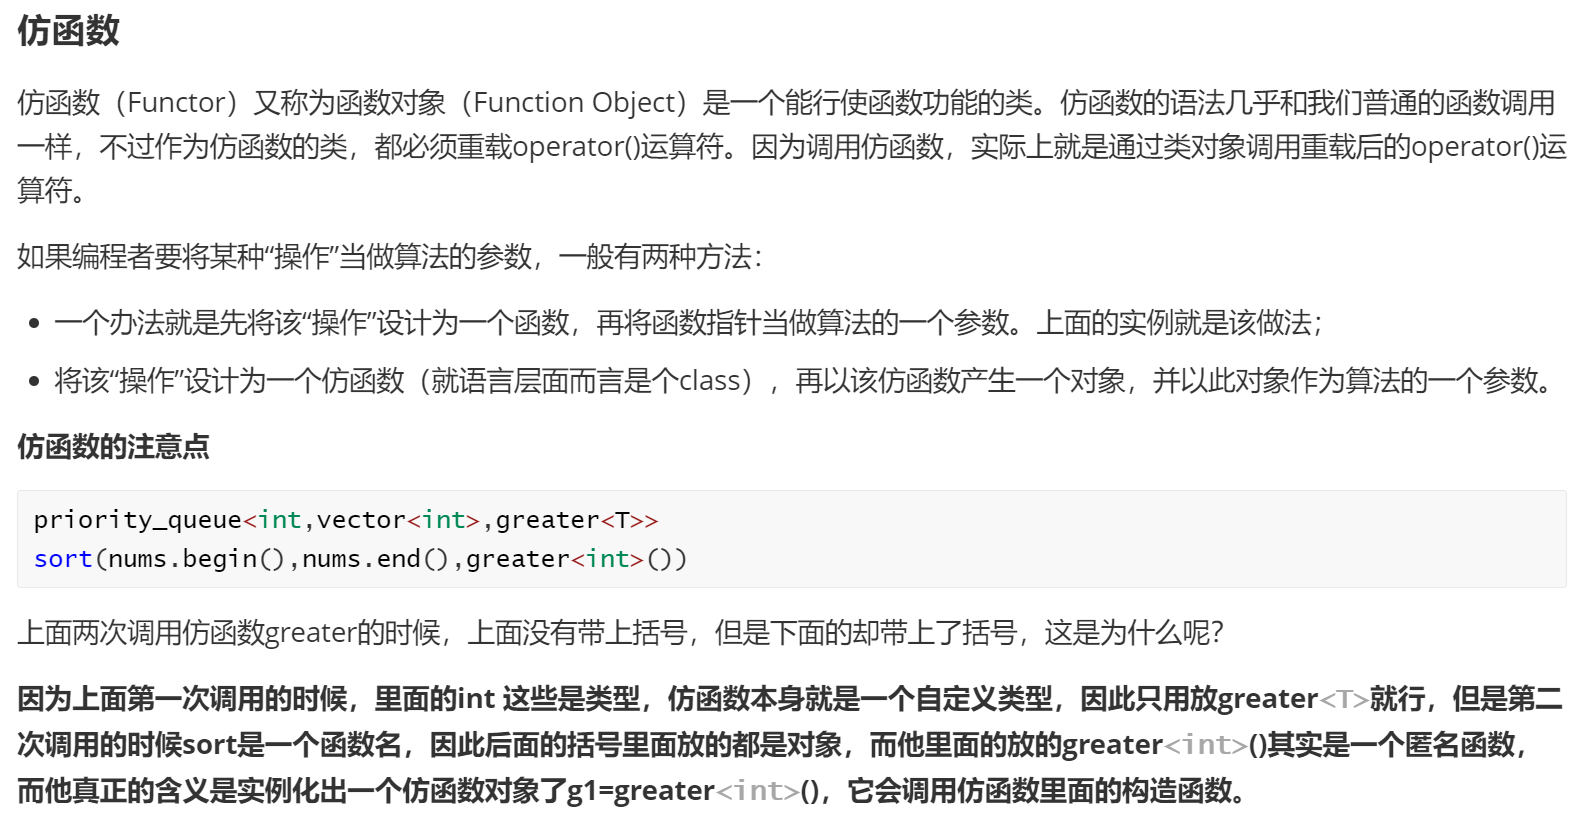 仿函数
仿函数（Functor）又称为函数对象（Function Object）是一个能行使函数功能的类。仿函数的语法几乎和我们普通的函数调用
一样，不过作为仿函数的类，都必须重载operator()运算符。因为调用仿函数，实际上就是通过类对象调用重载后的operator()运
算符。
如果编程者要将某种“操作”当做算法的参数，一般有两种方法：
• 一个办法就是先将该“操作”设计为一个函数，再将函数指针当做算法的一个参数。上面的实例就是该做法；
• 将该“操作”设计为一个仿函数（就语言层面而言是个class），再以该仿函数产生一个对象，并以此对象作为算法的一个参数。
仿函数的注意点
priority_queue<int,vector<int>,greater<T>>
sort(nums.begin(),nums.end(),greater<int>())
上面两次调用仿函数greater的时候，上面没有带上括号，但是下面的却带上了括号，这是为什么呢？
因为上面第一次调用的时候，里面的int 这些是类型，仿函数本身就是一个自定义类型，因此只用放greater<T>就行，但是第二
次调用的时候sort是一个函数名，因此后面的括号里面放的都是对象，而他里面的放的greater<int>()其实是一个匿名函数，
而他真正的含义是实例化出一个仿函数对象了g1=greater<int>()，它会调用仿函数里面的构造函数。